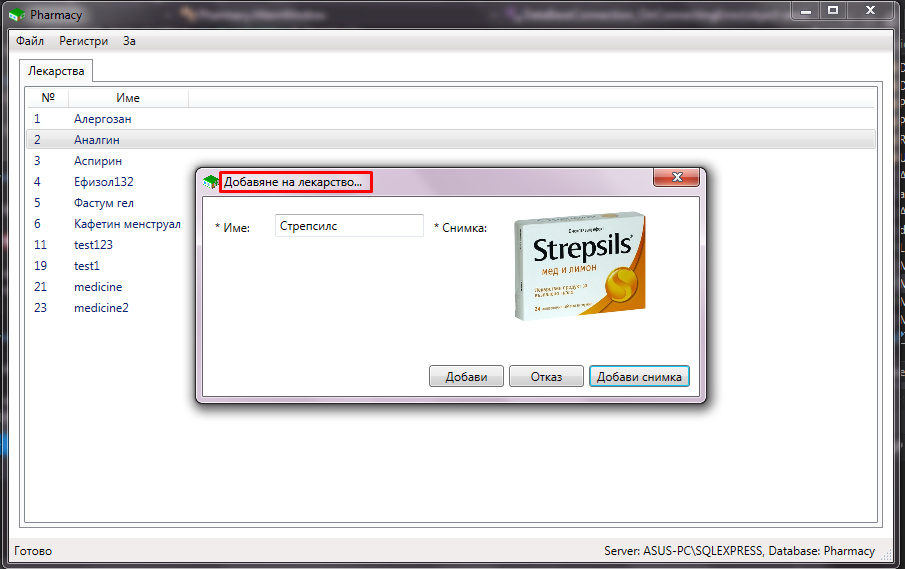 Pharmacy
Файл Регистри За
Лекарства
№ Име
1 Алергозан
2 Аналгин
3 Аспирин
4 Ефизол132
5 Фастум гел
6 Кафетин менструал
11 test123
19 test1
21 medicine
23 medicine2
Добавяне на лекарство...
* Име: Стрепсилс * Снимка:
Strepsils
мед и лимон
Добави Отказ Добави снимка
Готово Server: ASUS-PC\SQLEXPRESS, Database: Pharmacy